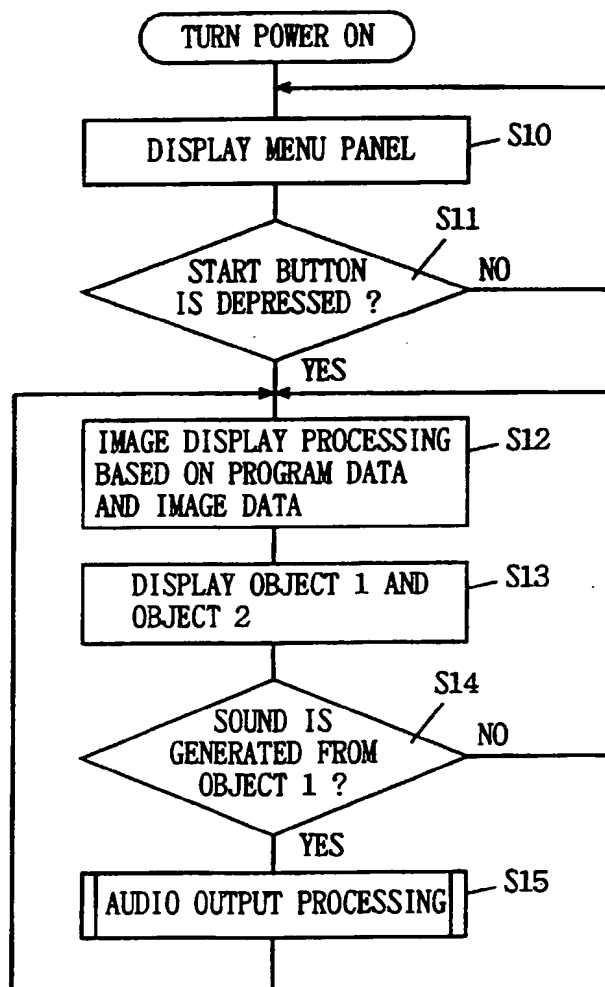 TURN POWER ON
DISPLAY MENU PANEL
S10
S11
START BUTTON
IS DEPRESSED ?
NO
YES
IMAGE DISPLAY PROCESSING
BASED ON PROGRAM DATA
AND IMAGE DATA
S12
DISPLAY OBJECT 1 AND
OBJECT 2
S13
S14
SOUND IS
GENERATED FROM
OBJECT 1 ?
NO
YES
AUDIO OUTPUT PROCESSING
S15